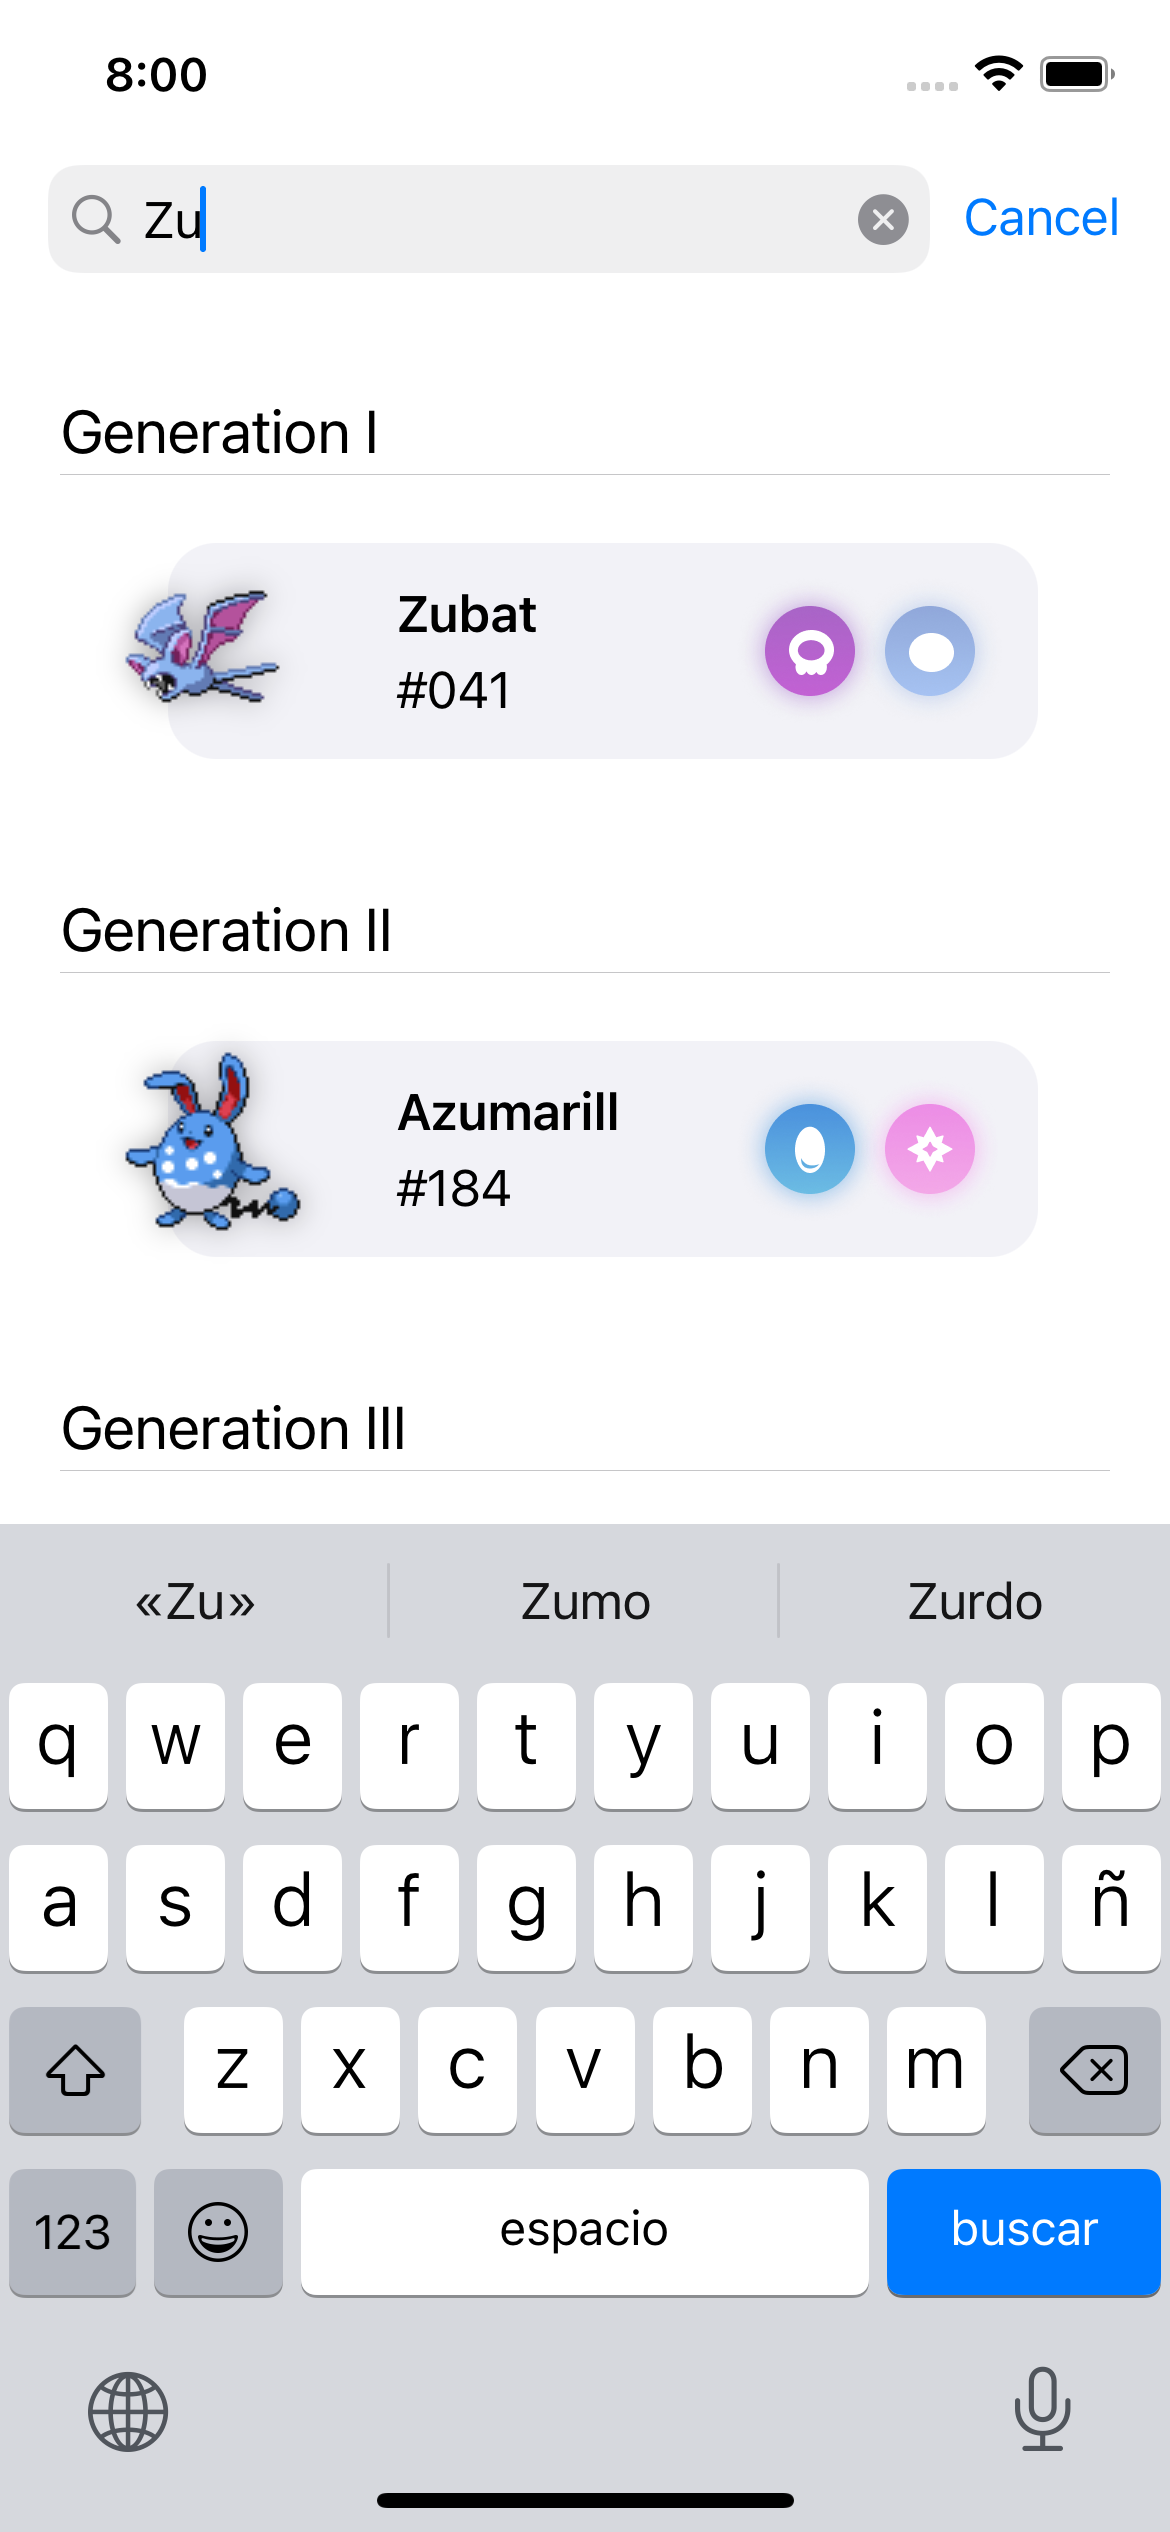 8:00
Zu
Cancel
Generation I
Zubat
#041
Generation II
Azumarill
#184
Generation III
«Zu» Zumo Zurdo
q w e r t y u i o p
a s d f g h j k l ñ
z x c v b n m
123 espacio buscar